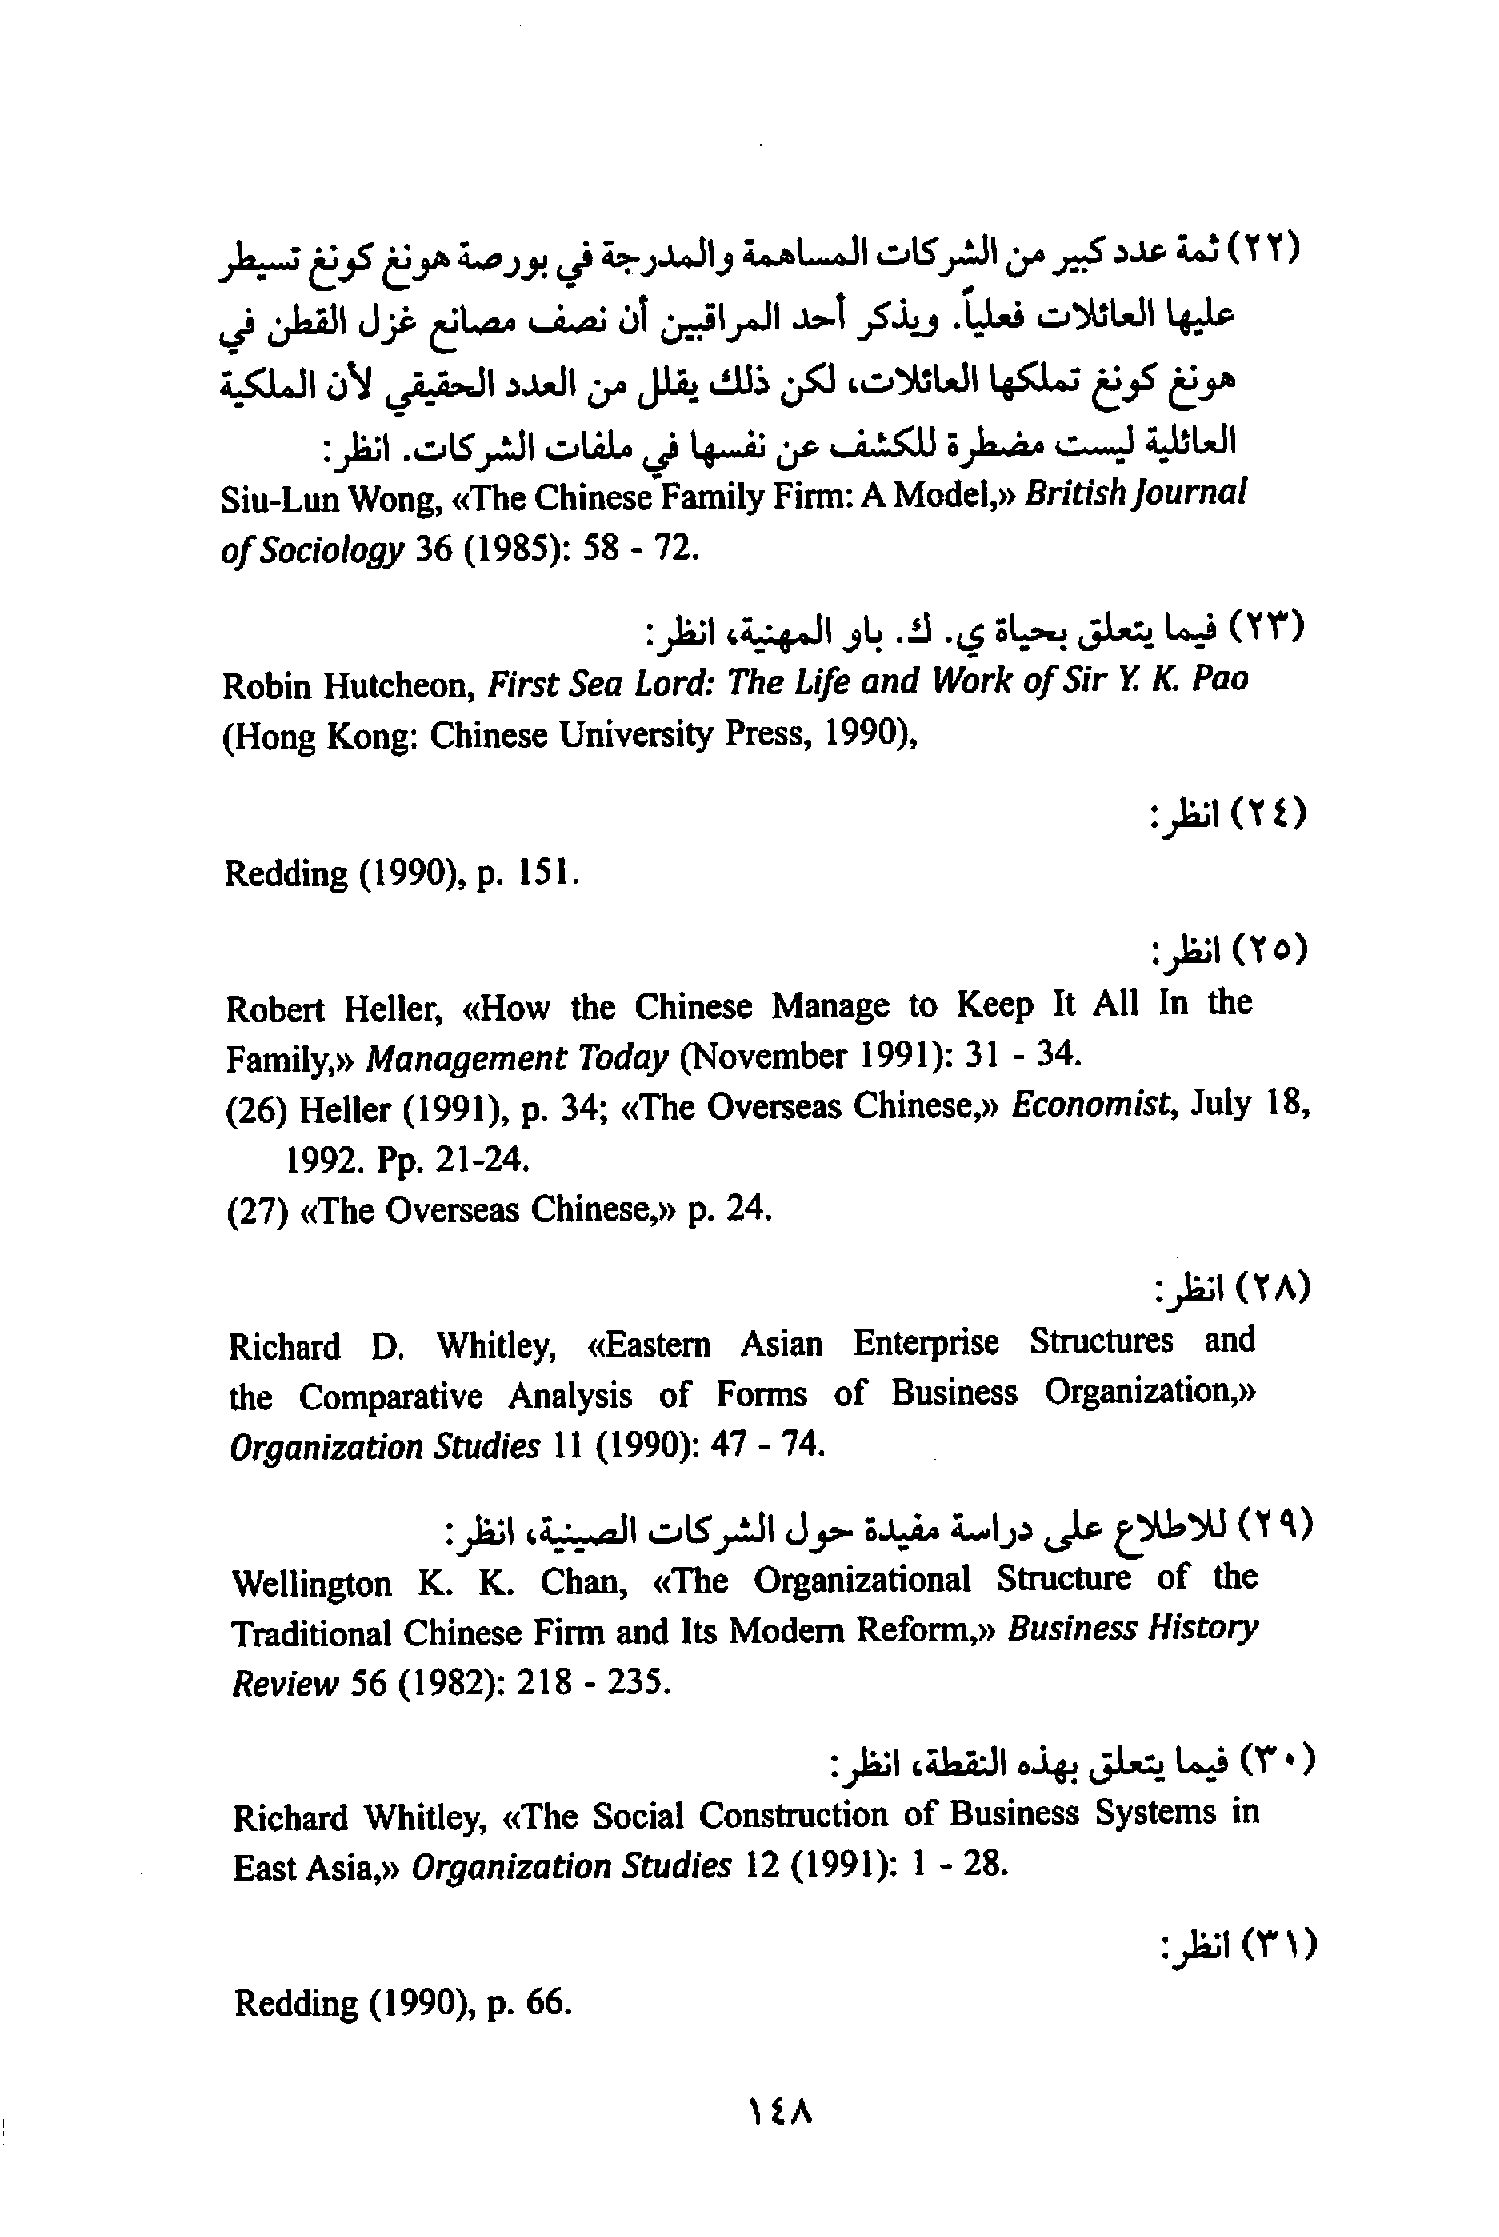 (٢٢) ثمة عدد كبير من الشركات المساهمة والمدرجة في بورصة هونغ كونغ تسيطر
عليها العائلات فعلياً. ويذكر أحد المراقبين أن نصف مصانع غزل القطن في
هونغ كونغ تملكها العائلات، لكن ذلك يقلل من العدد الحقيقي لأن الملكية
العائلية ليست مضطرة للكشف عن نفسها في ملفات الشركات. انظر:
Siu-Lun Wong, «The Chinese Family Firm: A Model,» British Journal
of Sociology 36 (1985): 58 - 72.
(٢٣) فيما يتعلق بحياة ي. ك. باو المهنية، انظر:
Robin Hutcheon, First Sea Lord: The Life and Work of Sir Y. K. Pao
(Hong Kong: Chinese University Press, 1990),
(٢٤) انظر:
Redding (1990), p. 151.
(٢٥) انظر:
Robert Heller, «How the Chinese Manage to Keep It All In the
Family,» Management Today (November 1991): 31 - 34.
(26) Heller (1991), p. 34; «The Overseas Chinese,» Economist, July 18,
1992. Pp. 21-24.
(27) «The Overseas Chinese,» p. 24.
(٢٨) انظر:
Richard D. Whitley, «Eastern Asian Enterprise Structures and
the Comparative Analysis of Forms of Business Organization,»
Organization Studies 11 (1990): 47 - 74.
(٢٩) للاطلاع على دراسة مفيدة حول الشركات الصينية، انظر:
Wellington K. K. Chan, «The Organizational Structure of the
Traditional Chinese Firm and Its Modern Reform,» Business History
Review 56 (1982): 218 - 235.
(٣٠) فيما يتعلق بهذه النقطة، انظر:
Richard Whitley, «The Social Construction of Business Systems in
East Asia,» Organization Studies 12 (1991): 1 - 28.
(٣١) انظر:
Redding (1990), p. 66.
١٤٨